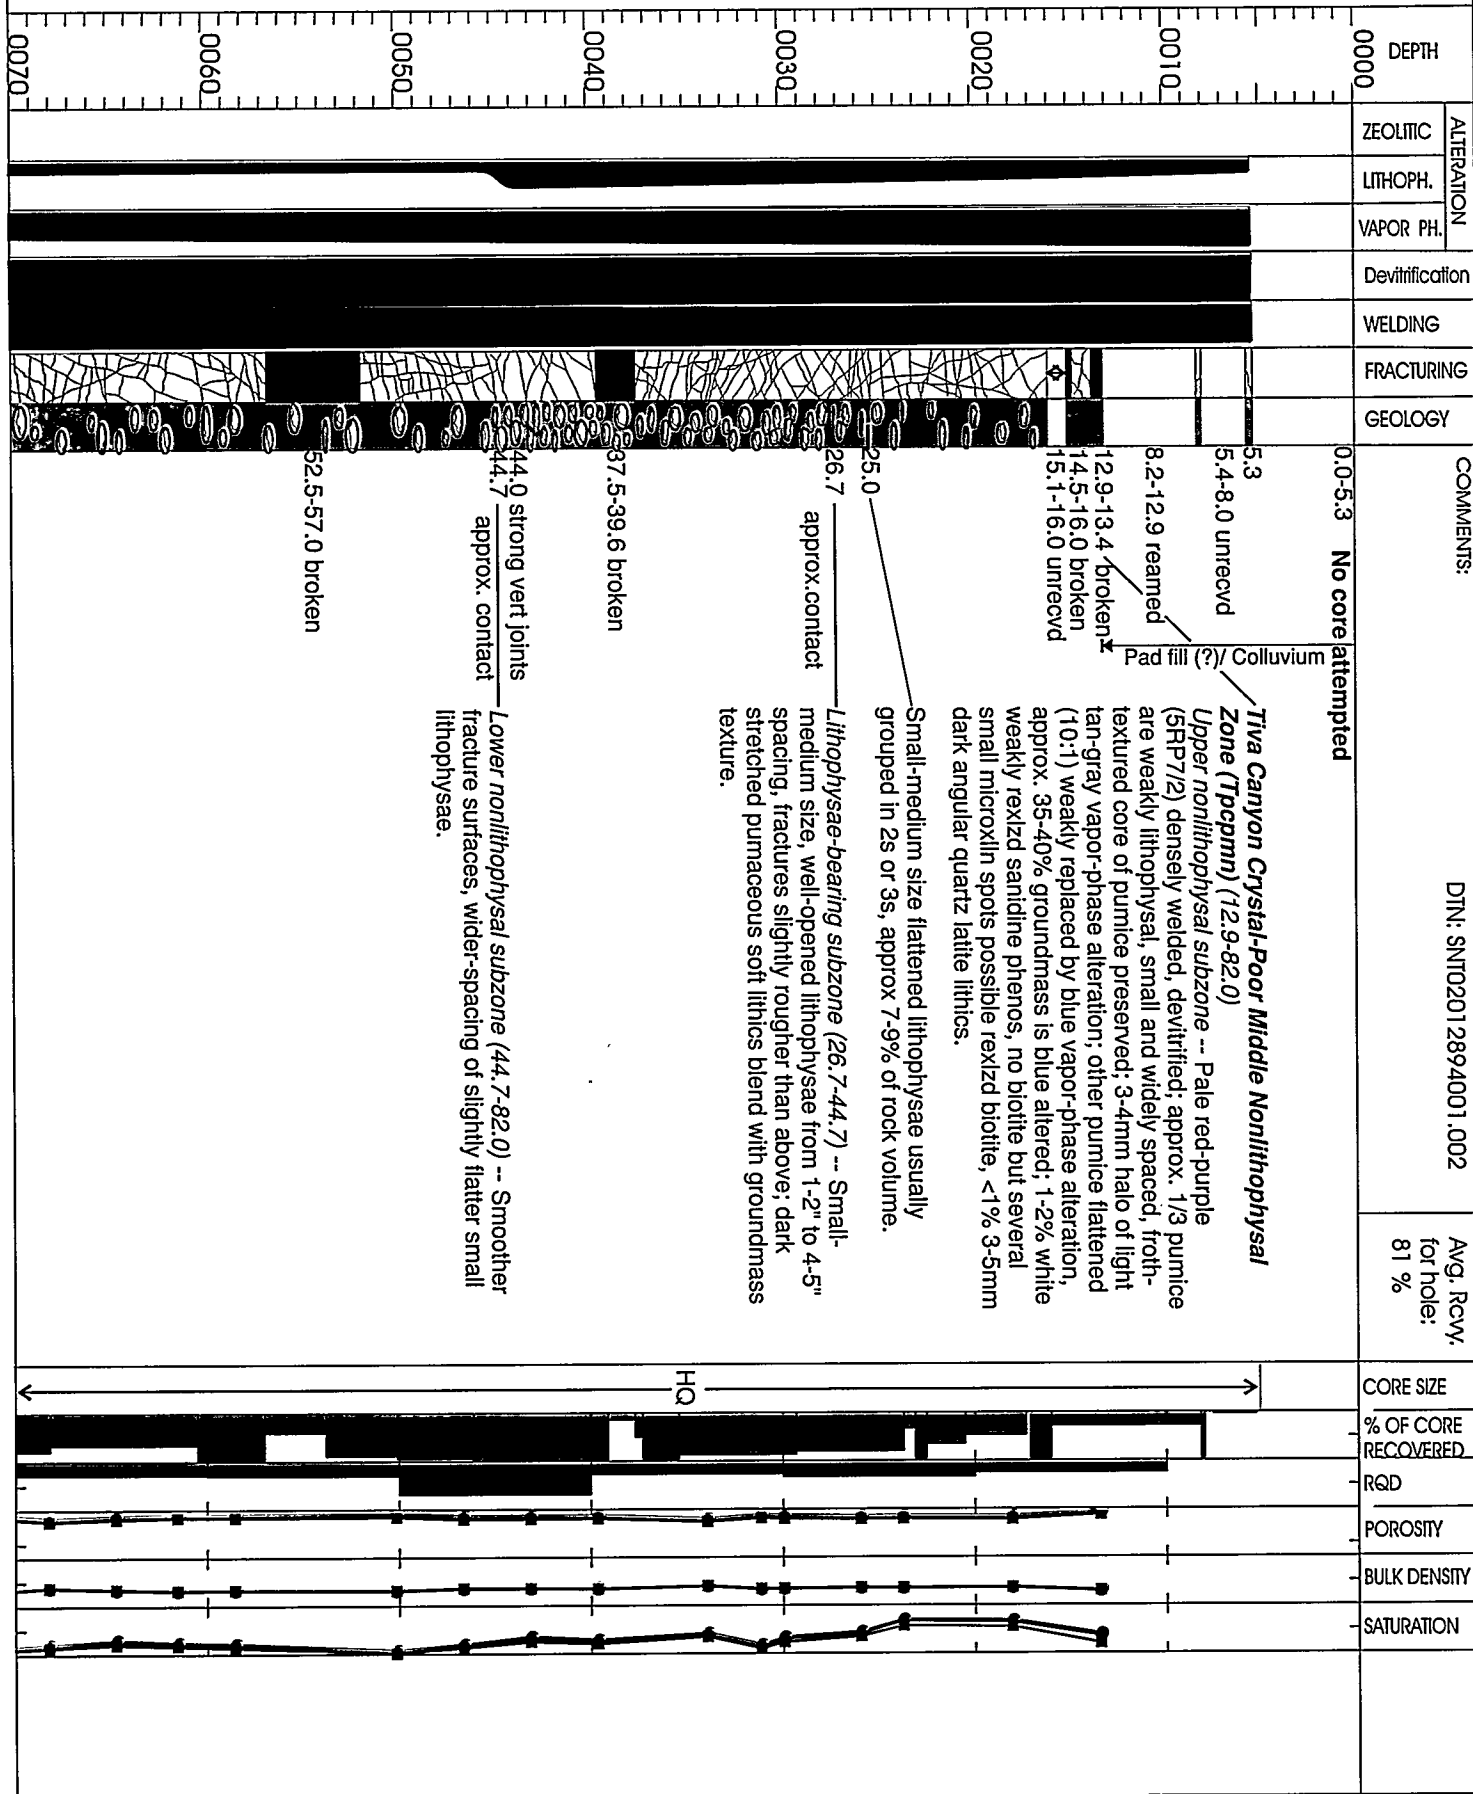 DEPTH
ALTERATION
ZEOLITIC
LITHOPH.
VAPOR PH.
Devitrification
WELDING
FRACTURING
GEOLOGY
COMMENTS:
DTN: SNT02012894001.002
Avg. Rcvy.
for hole:
81 %
CORE SIZE
% OF CORE
RECOVERED
RQD
POROSITY
BULK DENSITY
SATURATION
0000
0010
0020
0030
0040
0050
0060
0070
0.0-5.3 No core attempted
5.3
5.4-8.0 unrecvd
8.2-12.9 reamed
12.9-13.4 broken
14.5-16.0 broken
15.1-16.0 unrecvd
Pad fill (?)/ Colluvium
Tiva Canyon Crystal-Poor Middle Nonlithophysal
Zone (Tpcpmn) (12.9-82.0)
Upper nonlithophysal subzone -- Pale red-purple
(5RP7/2) densely welded, devitrified; approx. 1/3 pumice
are weakly lithophysal, small and widely spaced, froth-
textured core of pumice preserved; 3-4mm halo of light
tan-gray vapor-phase alteration; other pumice flattened
(10:1) weakly replaced by blue vapor-phase alteration,
approx. 35-40% groundmass is blue altered; 1-2% white
weakly rexlzd sanidine phenos, no biotite but several
small microxlln spots possible rexlzd biotite, <1% 3-5mm
dark angular quartz latite lithics.
25.0
Small-medium size flattened lithophysae usually
grouped in 2s or 3s, approx 7-9% of rock volume.
26.7 approx.contact
Lithophysae-bearing subzone (26.7-44.7) -- Small-
medium size, well-opened lithophysae from 1-2" to 4-5"
spacing, fractures slightly rougher than above; dark
stretched pumaceous soft lithics blend with groundmass
texture.
37.5-39.6 broken
44.0 strong vert joints
44.7 approx. contact
Lower nonlithophysal subzone (44.7-82.0) -- Smoother
fracture surfaces, wider-spacing of slightly flatter small
lithophysae.
52.5-57.0 broken
HQ